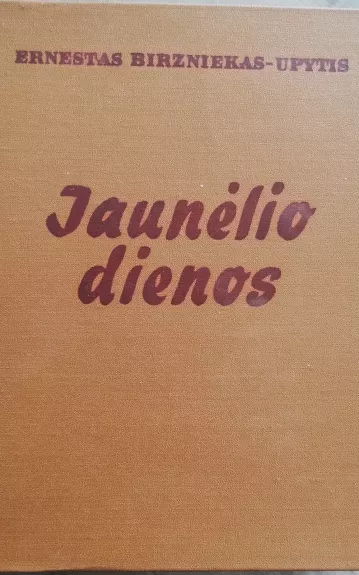 ERNESTAS BIRZNIEKAS-UPYTIS
Jaunėlio
dienos